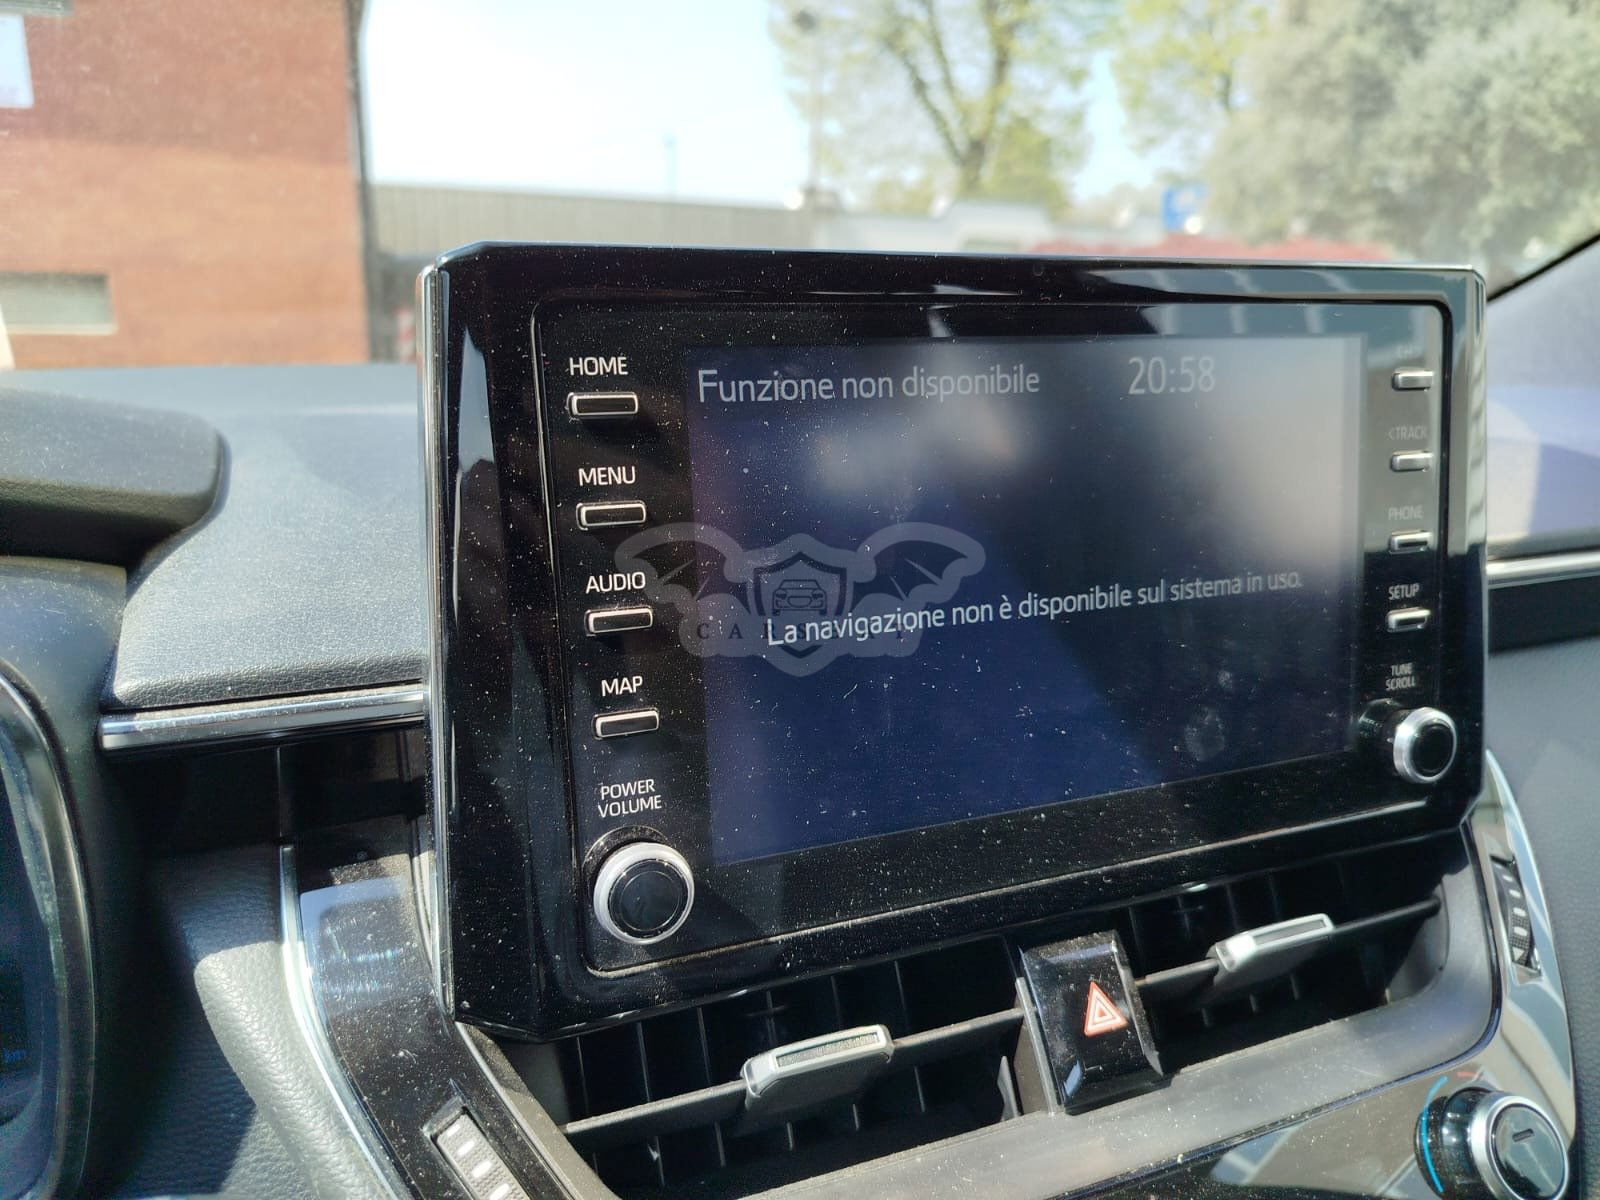 Funzione non disponibile 20:58
La navigazione non è disponibile sul sistema in uso.
HOME
MENU
AUDIO
MAP
POWER
VOLUME
<TRACK
PHONE
SETUP
TUNE
SCROLL
km